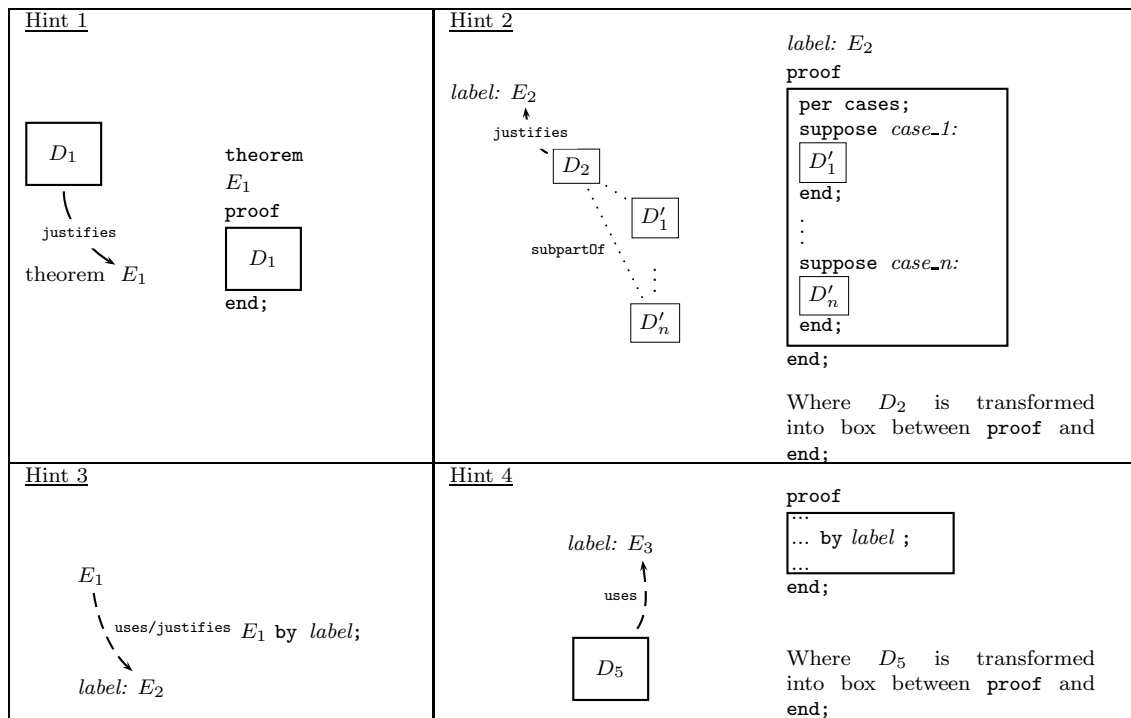 Hint 1
D₁
justifies
theorem E₁
theorem
E₁
proof
D₁
end;
Hint 2
label: E₂
justifies
D₂
D′₁
subpartOf
⋮
D′ₙ
label: E₂
proof
per cases;
suppose case_1:
D′₁
end;
⋮
suppose case_n:
D′ₙ
end;
end;
Where D₂ is transformed
into box between proof and
end;
Hint 3
E₁
uses/justifies E₁ by label;
label: E₂
Hint 4
label: E₃
uses
D₅
proof
...
... by label ;
...
end;
Where D₅ is transformed
into box between proof and
end;